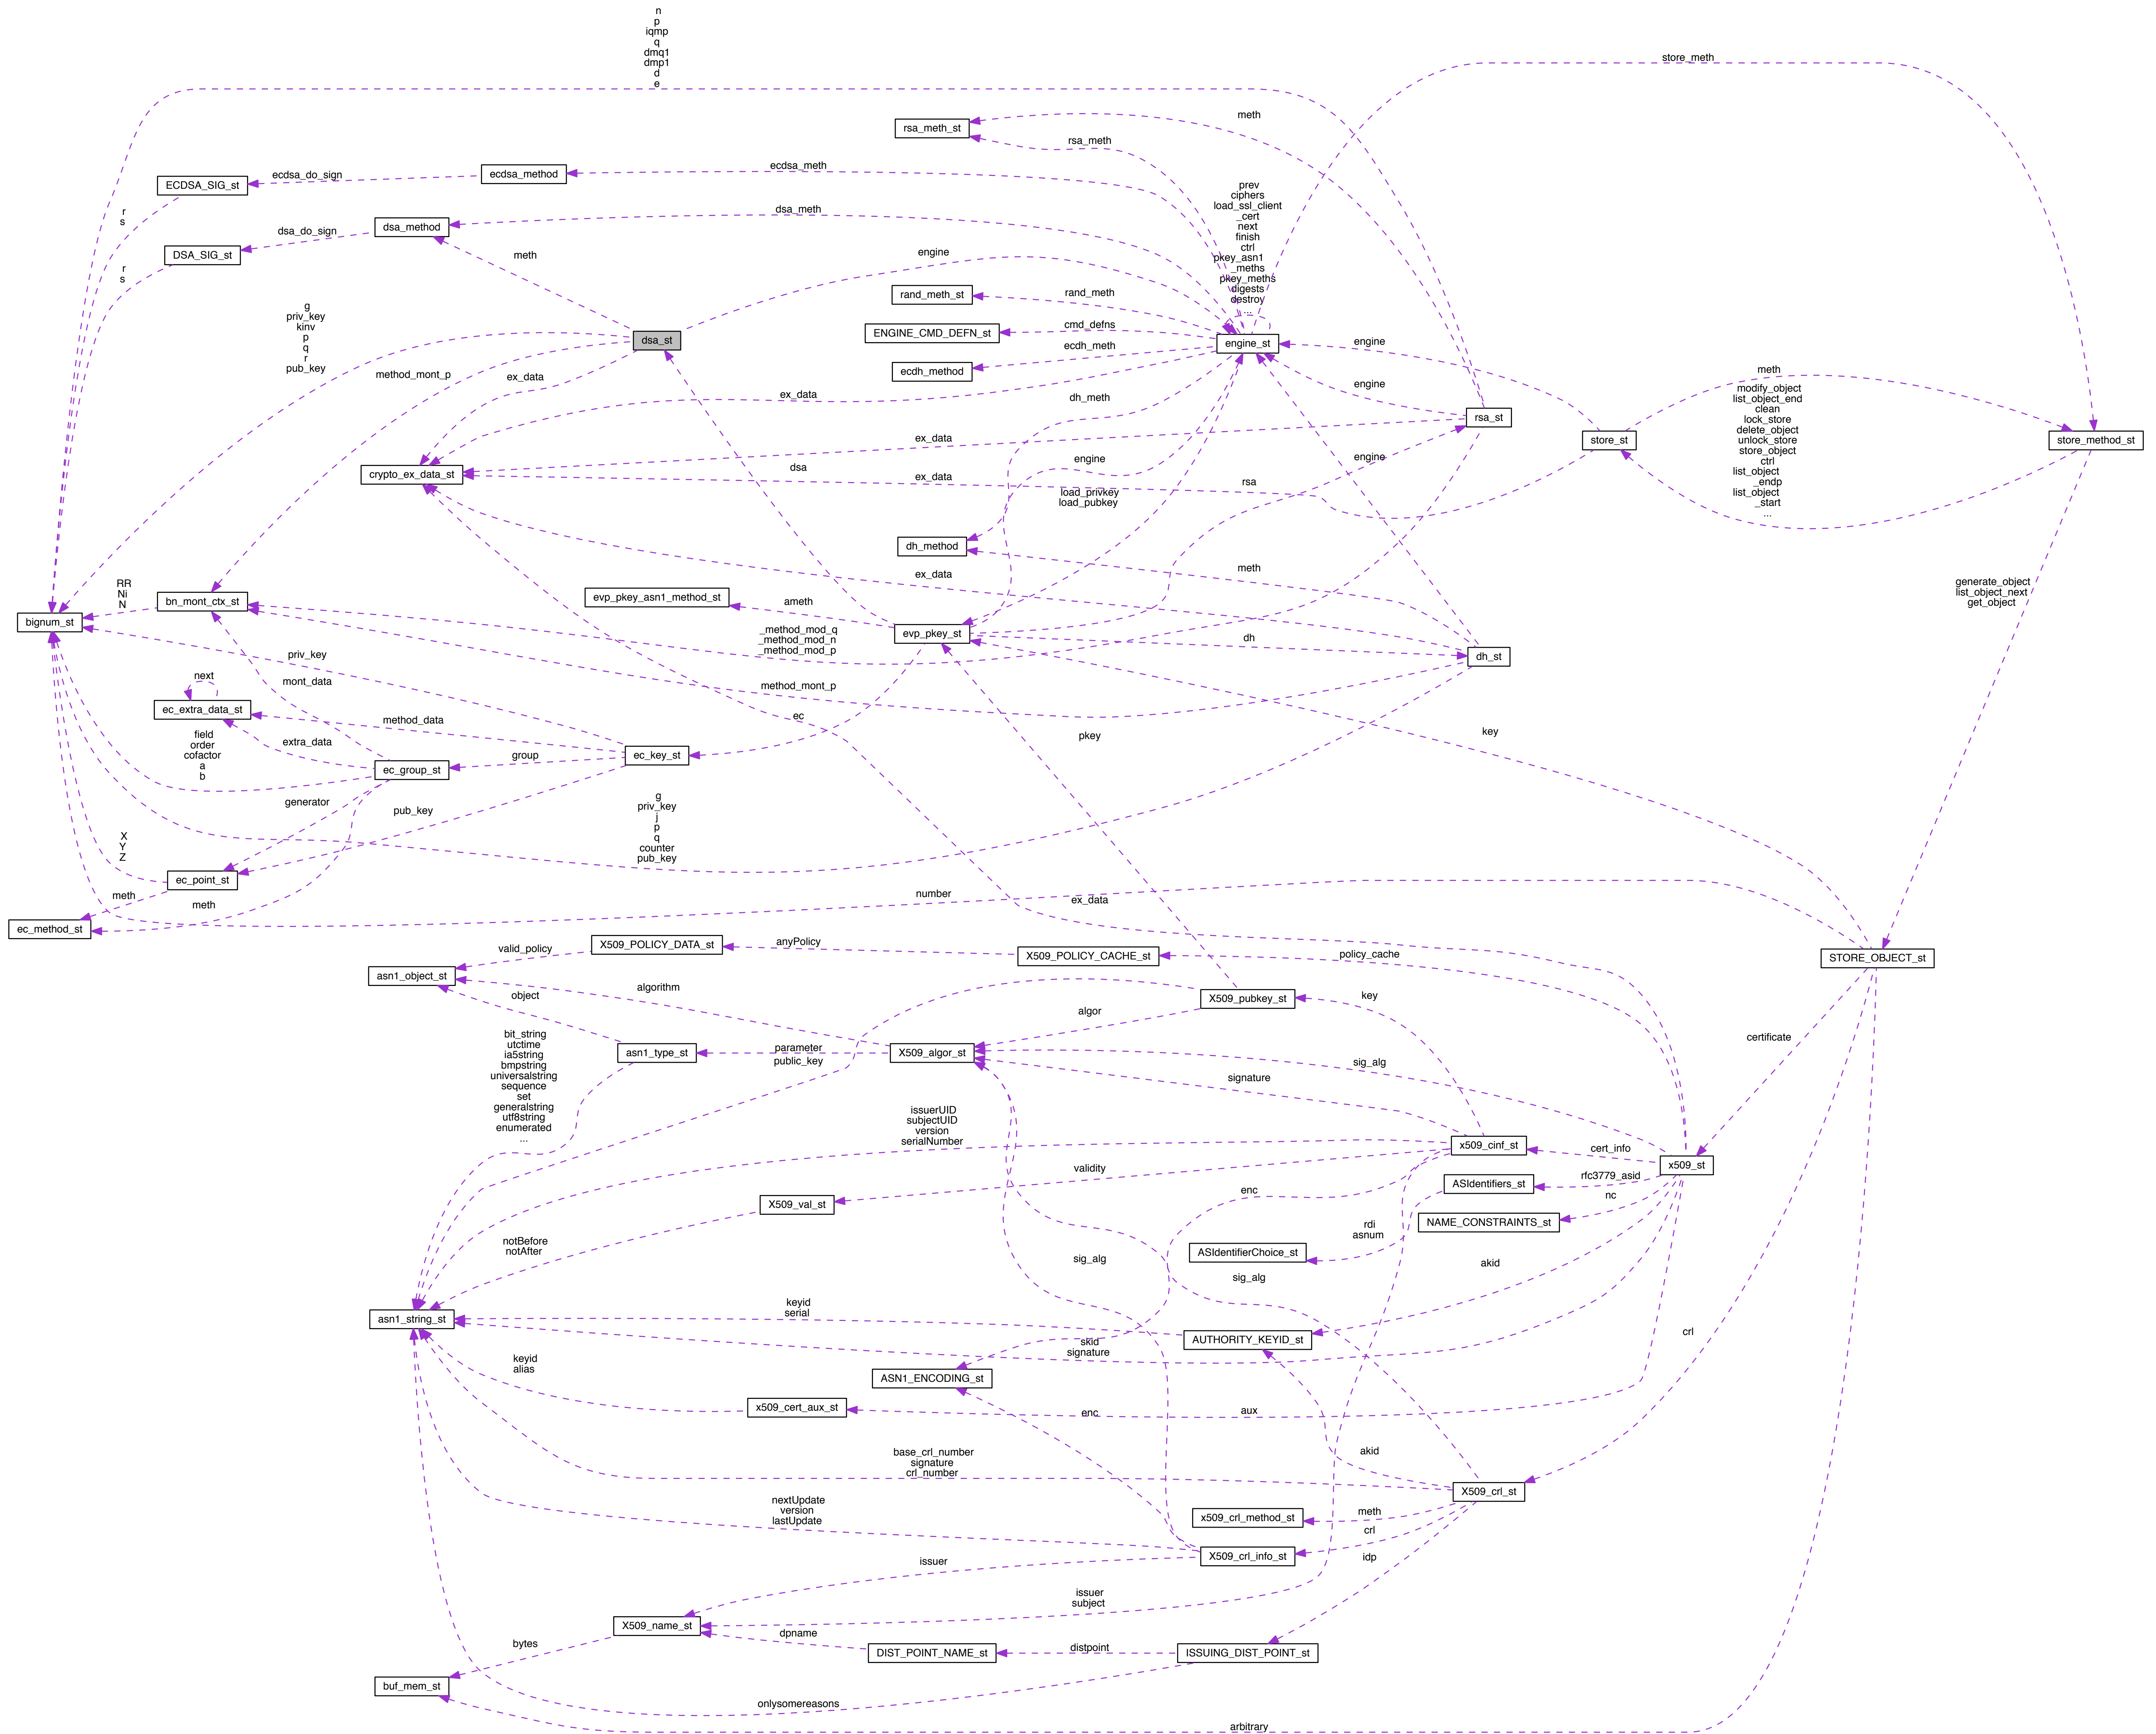 n
p
iqmp
q
dmq1
dmp1
d
e
store_meth
meth
rsa_meth_st
rsa_meth
ecdsa_meth
ecdsa_method
ecdsa_do_sign
ECDSA_SIG_st
prev
ciphers
load_ssl_client
_cert
next
finish
ctrl
pkey_asn1
_meths
pkey_meths
digests
destroy
...
r
s
dsa_meth
dsa_method
dsa_do_sign
DSA_SIG_st
meth
engine
r
s
rand_meth_st
rand_meth
g
priv_key
kinv
p
q
r
pub_key
ENGINE_CMD_DEFN_st
cmd_defns
dsa_st
engine_st
engine
ecdh_meth
ecdh_method
method_mont_p
ex_data
engine
meth
ex_data
dh_meth
modify_object
list_object_end
clean
lock_store
delete_object
unlock_store
store_object
ctrl
list_object
_endp
list_object
_start
...
rsa_st
store_st
store_method_st
ex_data
engine
engine
dsa
crypto_ex_data_st
ex_data
rsa
load_privkey
load_pubkey
dh_method
meth
ex_data
generate_object
list_object_next
get_object
RR
Ni
N
bn_mont_ctx_st
evp_pkey_asn1_method_st
ameth
bignum_st
evp_pkey_st
_method_mod_q
_method_mod_n
_method_mod_p
dh
dh_st
priv_key
next
mont_data
method_mont_p
ec_extra_data_st
method_data
ec
key
pkey
field
order
cofactor
a
b
extra_data
group
ec_key_st
ec_group_st
generator
pub_key
g
priv_key
j
p
q
counter
pub_key
X
Y
Z
ec_point_st
meth
meth
number
ex_data
ec_method_st
X509_POLICY_DATA_st
anyPolicy
X509_POLICY_CACHE_st
policy_cache
STORE_OBJECT_st
valid_policy
asn1_object_st
algorithm
object
X509_pubkey_st
key
algor
bit_string
utctime
ia5string
bmpstring
universalstring
sequence
set
generalstring
utf8string
enumerated
...
asn1_type_st
parameter
public_key
X509_algor_st
certificate
sig_alg
signature
issuerUID
subjectUID
version
serialNumber
x509_cinf_st
cert_info
x509_st
validity
rfc3779_asid
ASIdentifiers_st
nc
enc
X509_val_st
NAME_CONSTRAINTS_st
rdi
asnum
notBefore
notAfter
ASIdentifierChoice_st
sig_alg
akid
sig_alg
keyid
serial
asn1_string_st
AUTHORITY_KEYID_st
crl
skid
signature
keyid
alias
ASN1_ENCODING_st
x509_cert_aux_st
enc
aux
base_crl_number
signature
crl_number
akid
X509_crl_st
nextUpdate
version
lastUpdate
x509_crl_method_st
meth
crl
issuer
X509_crl_info_st
idp
issuer
subject
X509_name_st
dpname
bytes
DIST_POINT_NAME_st
distpoint
ISSUING_DIST_POINT_st
buf_mem_st
onlysomereasons
arbitrary